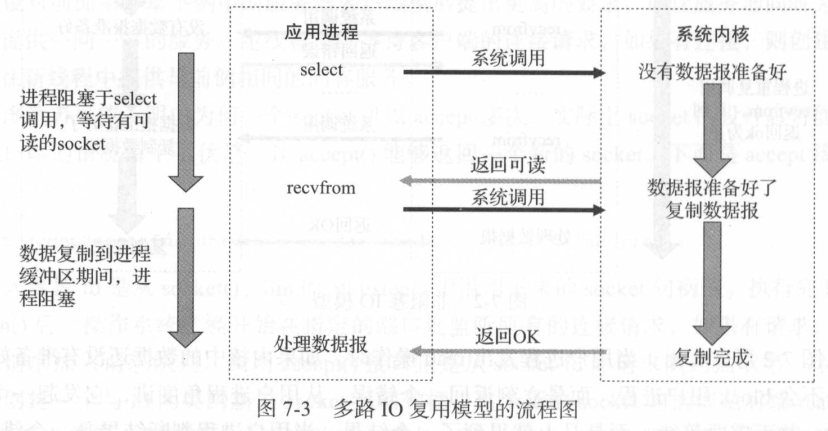 应用进程
系统内核
select
系统调用
没有数据报准备好
进程阻塞于select
调用，等待有可
读的socket
返回可读
recvfrom
系统调用
数据报准备好了
复制数据报
数据复制到进程
缓冲区期间，进
程阻塞
处理数据报
返回OK
复制完成
图 7-3 多路 IO 复用模型的流程图